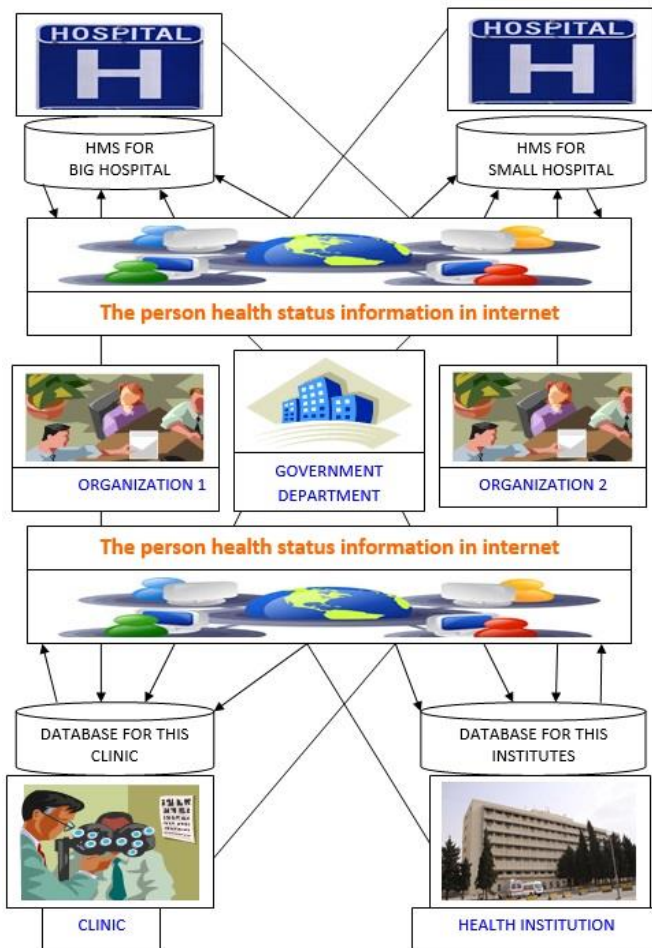 HOSPITAL
H
HOSPITAL
H
HMS FOR
BIG HOSPITAL
HMS FOR
SMALL HOSPITAL
The person health status information in internet
ORGANIZATION 1
GOVERNMENT
DEPARTMENT
ORGANIZATION 2
The person health status information in internet
DATABASE FOR THIS
CLINIC
DATABASE FOR THIS
INSTITUTES
CLINIC
HEALTH INSTITUTION